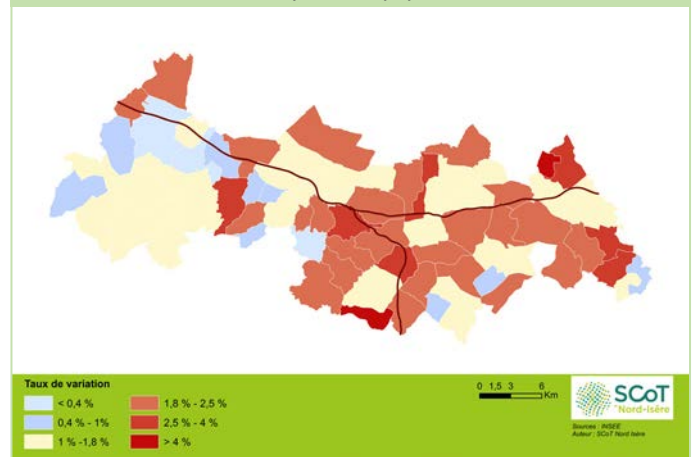 Taux de variation
< 0,4 %
0,4 % - 1%
1 % -1,8 %
1,8 % - 2,5 %
2,5 % - 4 %
> 4 %
0 1,5 3 6
Km
SCoT
Nord-Isère
Sources : INSEE
Auteur : SCoT Nord Isère